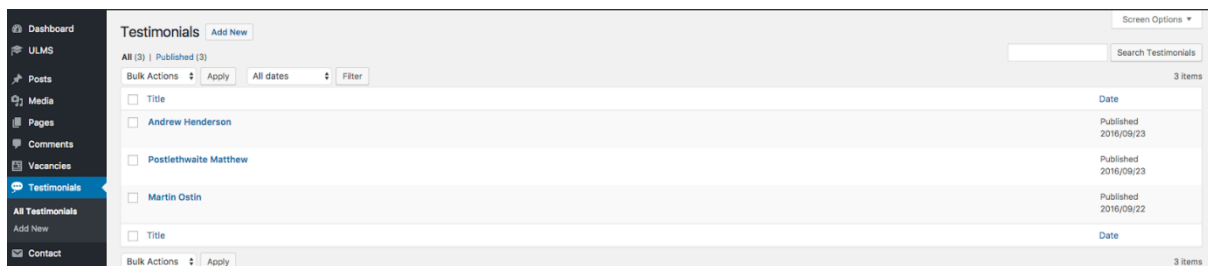 Dashboard
ULMS
Posts
Media
Pages
Comments
Vacancies
Testimonials
All Testimonials
Add New
Contact
Screen Options
Testimonials Add New
All (3) | Published (3)
Search Testimonials
Bulk Actions Apply All dates Filter 3 items
Title Date
Andrew Henderson Published
2016/09/23
Postlethwaite Matthew Published
2016/09/23
Martin Ostin Published
2016/09/22
Title Date
Bulk Actions Apply 3 items